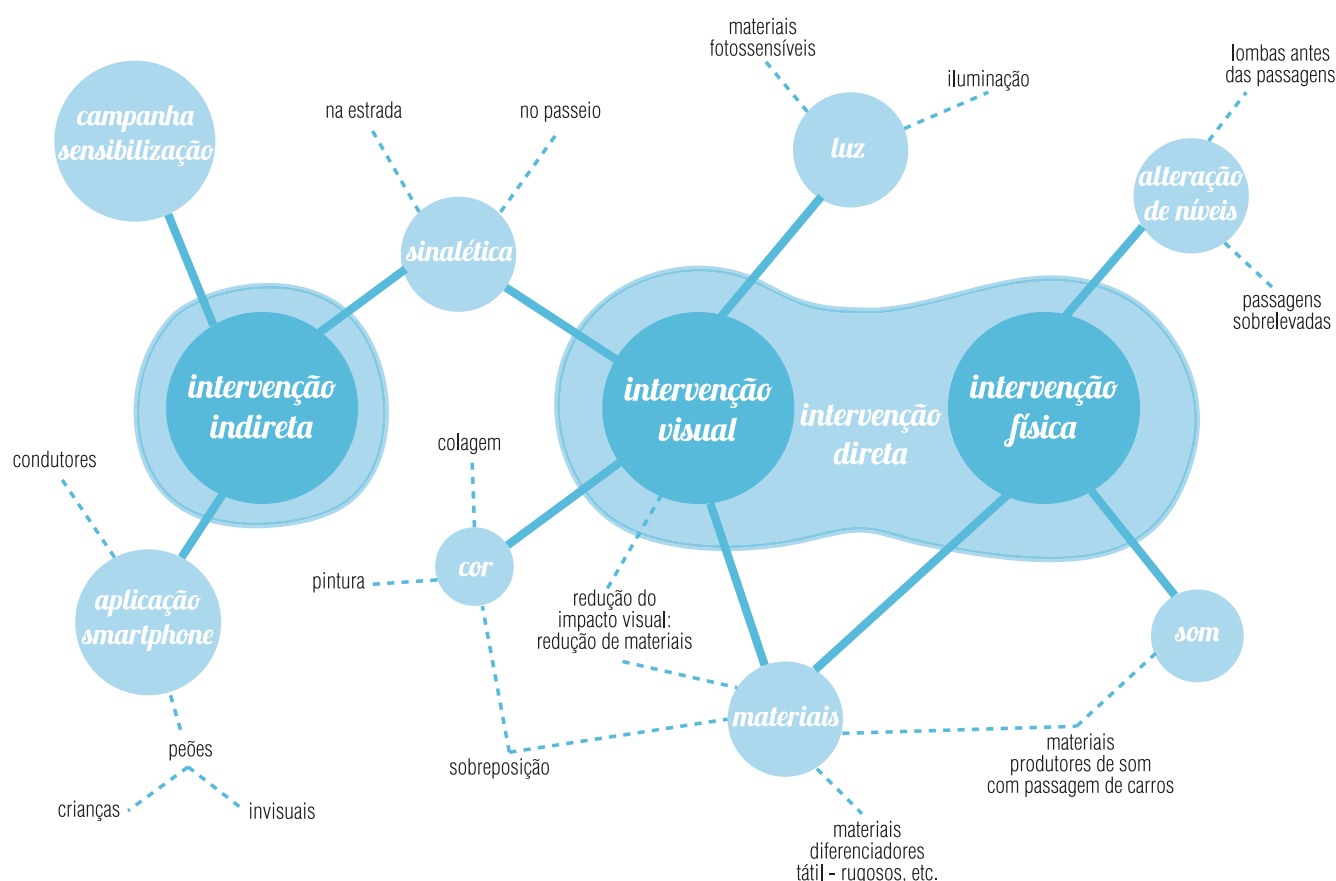 materiais
fotossensíveis
lombas antes
das passagens
iluminação
na estrada
no passeio
campanha
sensibilização
luz
alteração
de níveis
sinalética
passagens
sobrelevadas
intervenção
indireta
intervenção
visual
intervenção
direta
intervenção
física
colagem
condutores
cor
pintura
aplicação
smartphone
redução do
impacto visual:
redução de materiais
som
materiais
peões
sobreposição
materiais
produtores de som
com passagem de carros
crianças
invisuais
materiais
diferenciadores
tátil - rugosos, etc.